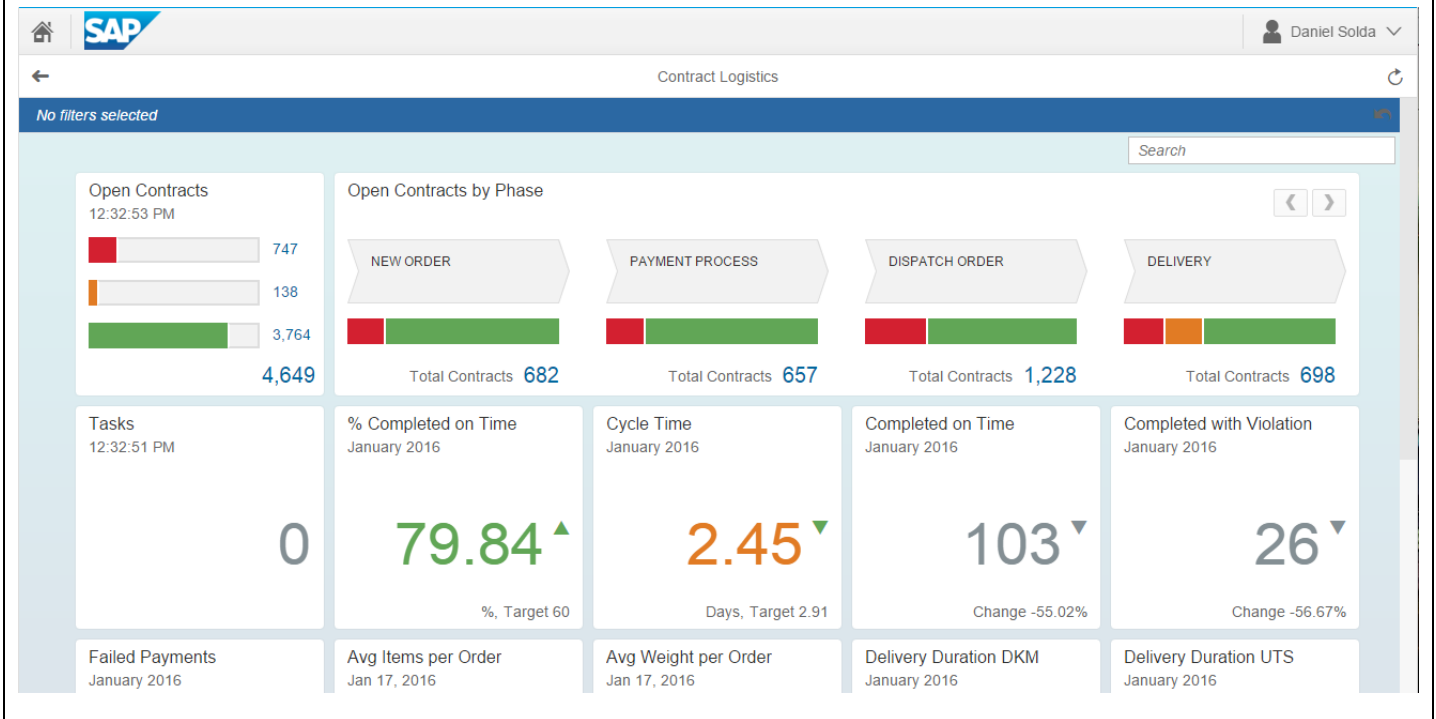 SAP
Daniel Solda
Contract Logistics
No filters selected
Search
Open Contracts
12:32:53 PM
747
138
3,764
4,649
Open Contracts by Phase
NEW ORDER
PAYMENT PROCESS
DISPATCH ORDER
DELIVERY
Total Contracts 682
Total Contracts 657
Total Contracts 1,228
Total Contracts 698
Tasks
12:32:51 PM
0
% Completed on Time
January 2016
79.84
%, Target 60
Cycle Time
January 2016
2.45
Days, Target 2.91
Completed on Time
January 2016
103
Change -55.02%
Completed with Violation
January 2016
26
Change -56.67%
Failed Payments
January 2016
Avg Items per Order
Jan 17, 2016
Avg Weight per Order
Jan 17, 2016
Delivery Duration DKM
January 2016
Delivery Duration UTS
January 2016